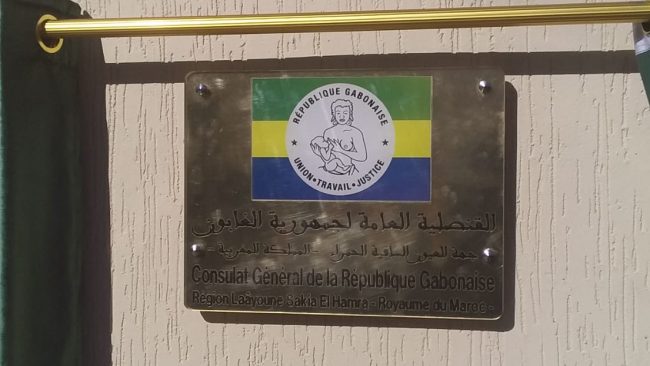 RÉPUBLIQUE GABONAISE
UNION • TRAVAIL • JUSTICE
القنصلية العامة لجمهورية الغابون
- جهة العيون الساقية الحمراء - المملكة المغربية -
Consulat Général de la République Gabonaise
Région Laâyoune Sakia El Hamra - Royaume du Maroc -